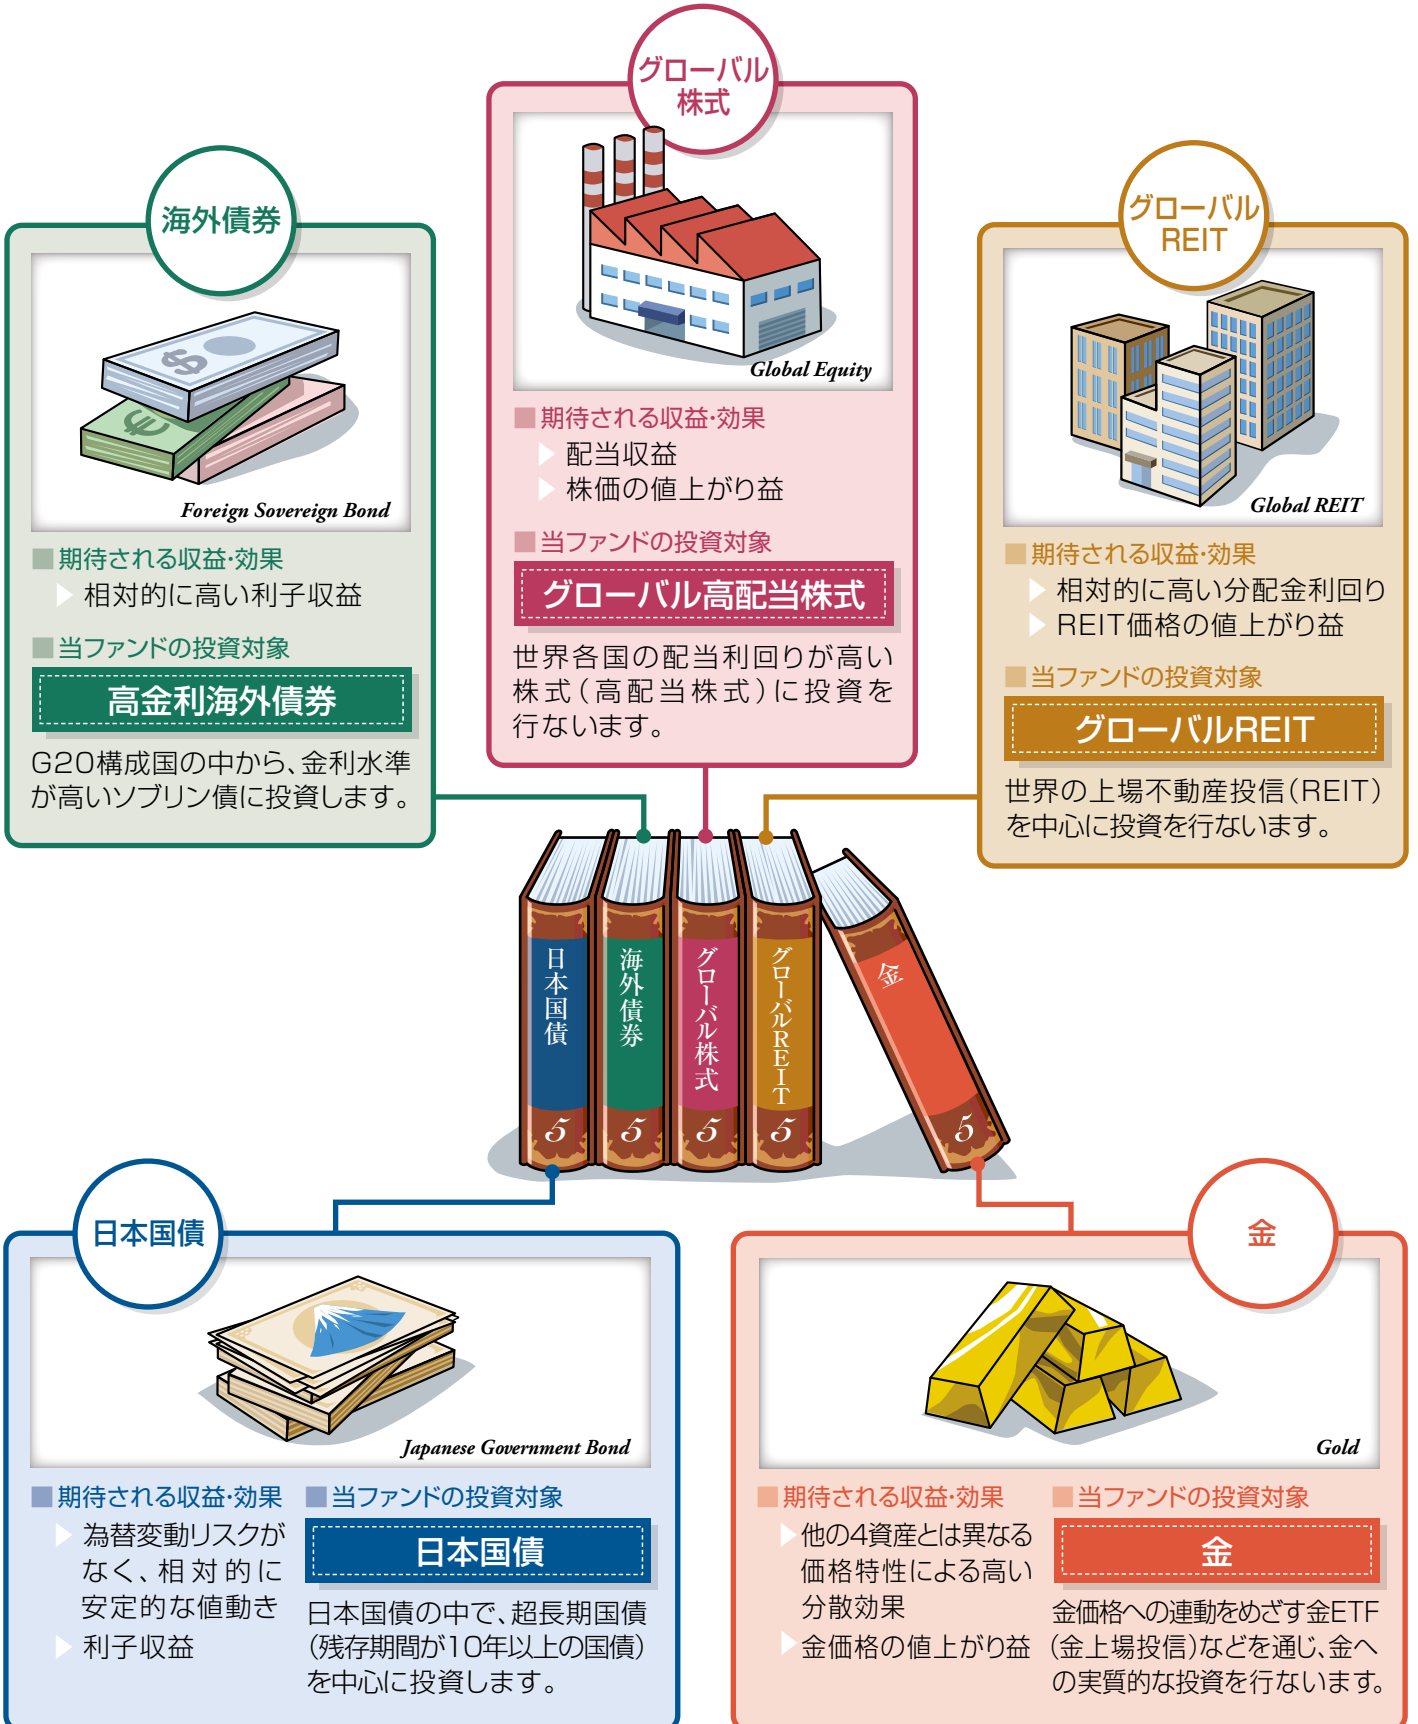 海外債券
Foreign Sovereign Bond
■期待される収益・効果
▶ 相対的に高い利子収益
■当ファンドの投資対象
高金利海外債券
G20構成国の中から、金利水準
が高いソブリン債に投資します。
グローバル
株式
Global Equity
■期待される収益・効果
▶ 配当収益
▶ 株価の値上がり益
■当ファンドの投資対象
グローバル高配当株式
世界各国の配当利回りが高い
株式(高配当株式)に投資を
行ないます。
グローバル
REIT
Global REIT
■期待される収益・効果
▶ 相対的に高い分配金利回り
▶ REIT価格の値上がり益
■当ファンドの投資対象
グローバルREIT
世界の上場不動産投信(REIT)
を中心に投資を行ないます。
日本国債
5
海外債券
5
グローバル株式
5
グローバルREIT
5
金
5
日本国債
Japanese Government Bond
■期待される収益・効果
▶ 為替変動リスクが
なく、相対的に
安定的な値動き
▶ 利子収益
■当ファンドの投資対象
日本国債
日本国債の中で、超長期国債
(残存期間が10年以上の国債)
を中心に投資します。
金
Gold
■期待される収益・効果
▶他の4資産とは異なる
価格特性による高い
分散効果
▶金価格の値上がり益
■当ファンドの投資対象
金
金価格への連動をめざす金ETF
(金上場投信)などを通じ、金へ
の実質的な投資を行ないます。